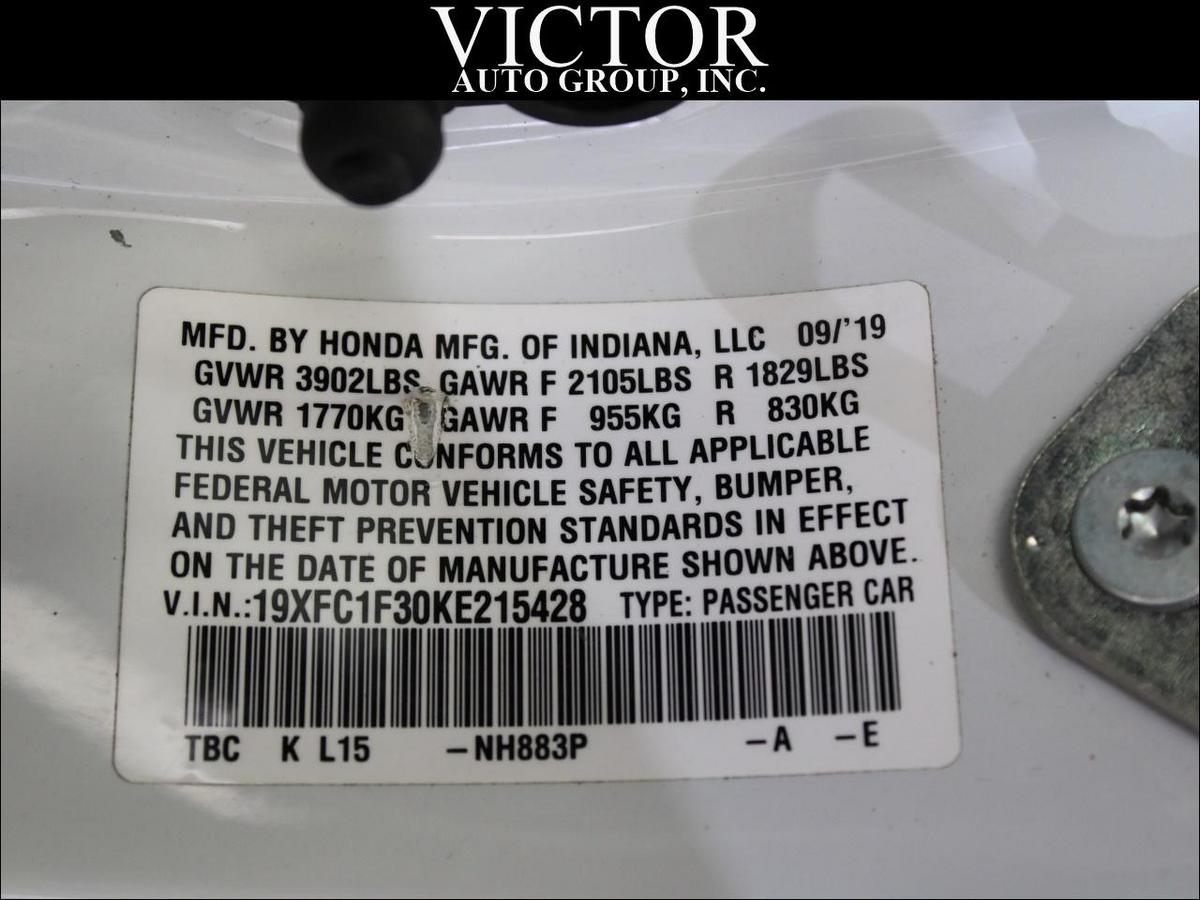 VICTOR
AUTO GROUP, INC.
MFD. BY HONDA MFG. OF INDIANA, LLC 09/'19
GVWR 3902LBS GAWR F 2105LBS R 1829LBS
GVWR 1770KG GAWR F 955KG R 830KG
THIS VEHICLE CONFORMS TO ALL APPLICABLE
FEDERAL MOTOR VEHICLE SAFETY, BUMPER,
AND THEFT PREVENTION STANDARDS IN EFFECT
ON THE DATE OF MANUFACTURE SHOWN ABOVE.
V.I.N.:19XFC1F30KE215428 TYPE: PASSENGER CAR
TBC K L15 -NH883P -A -E